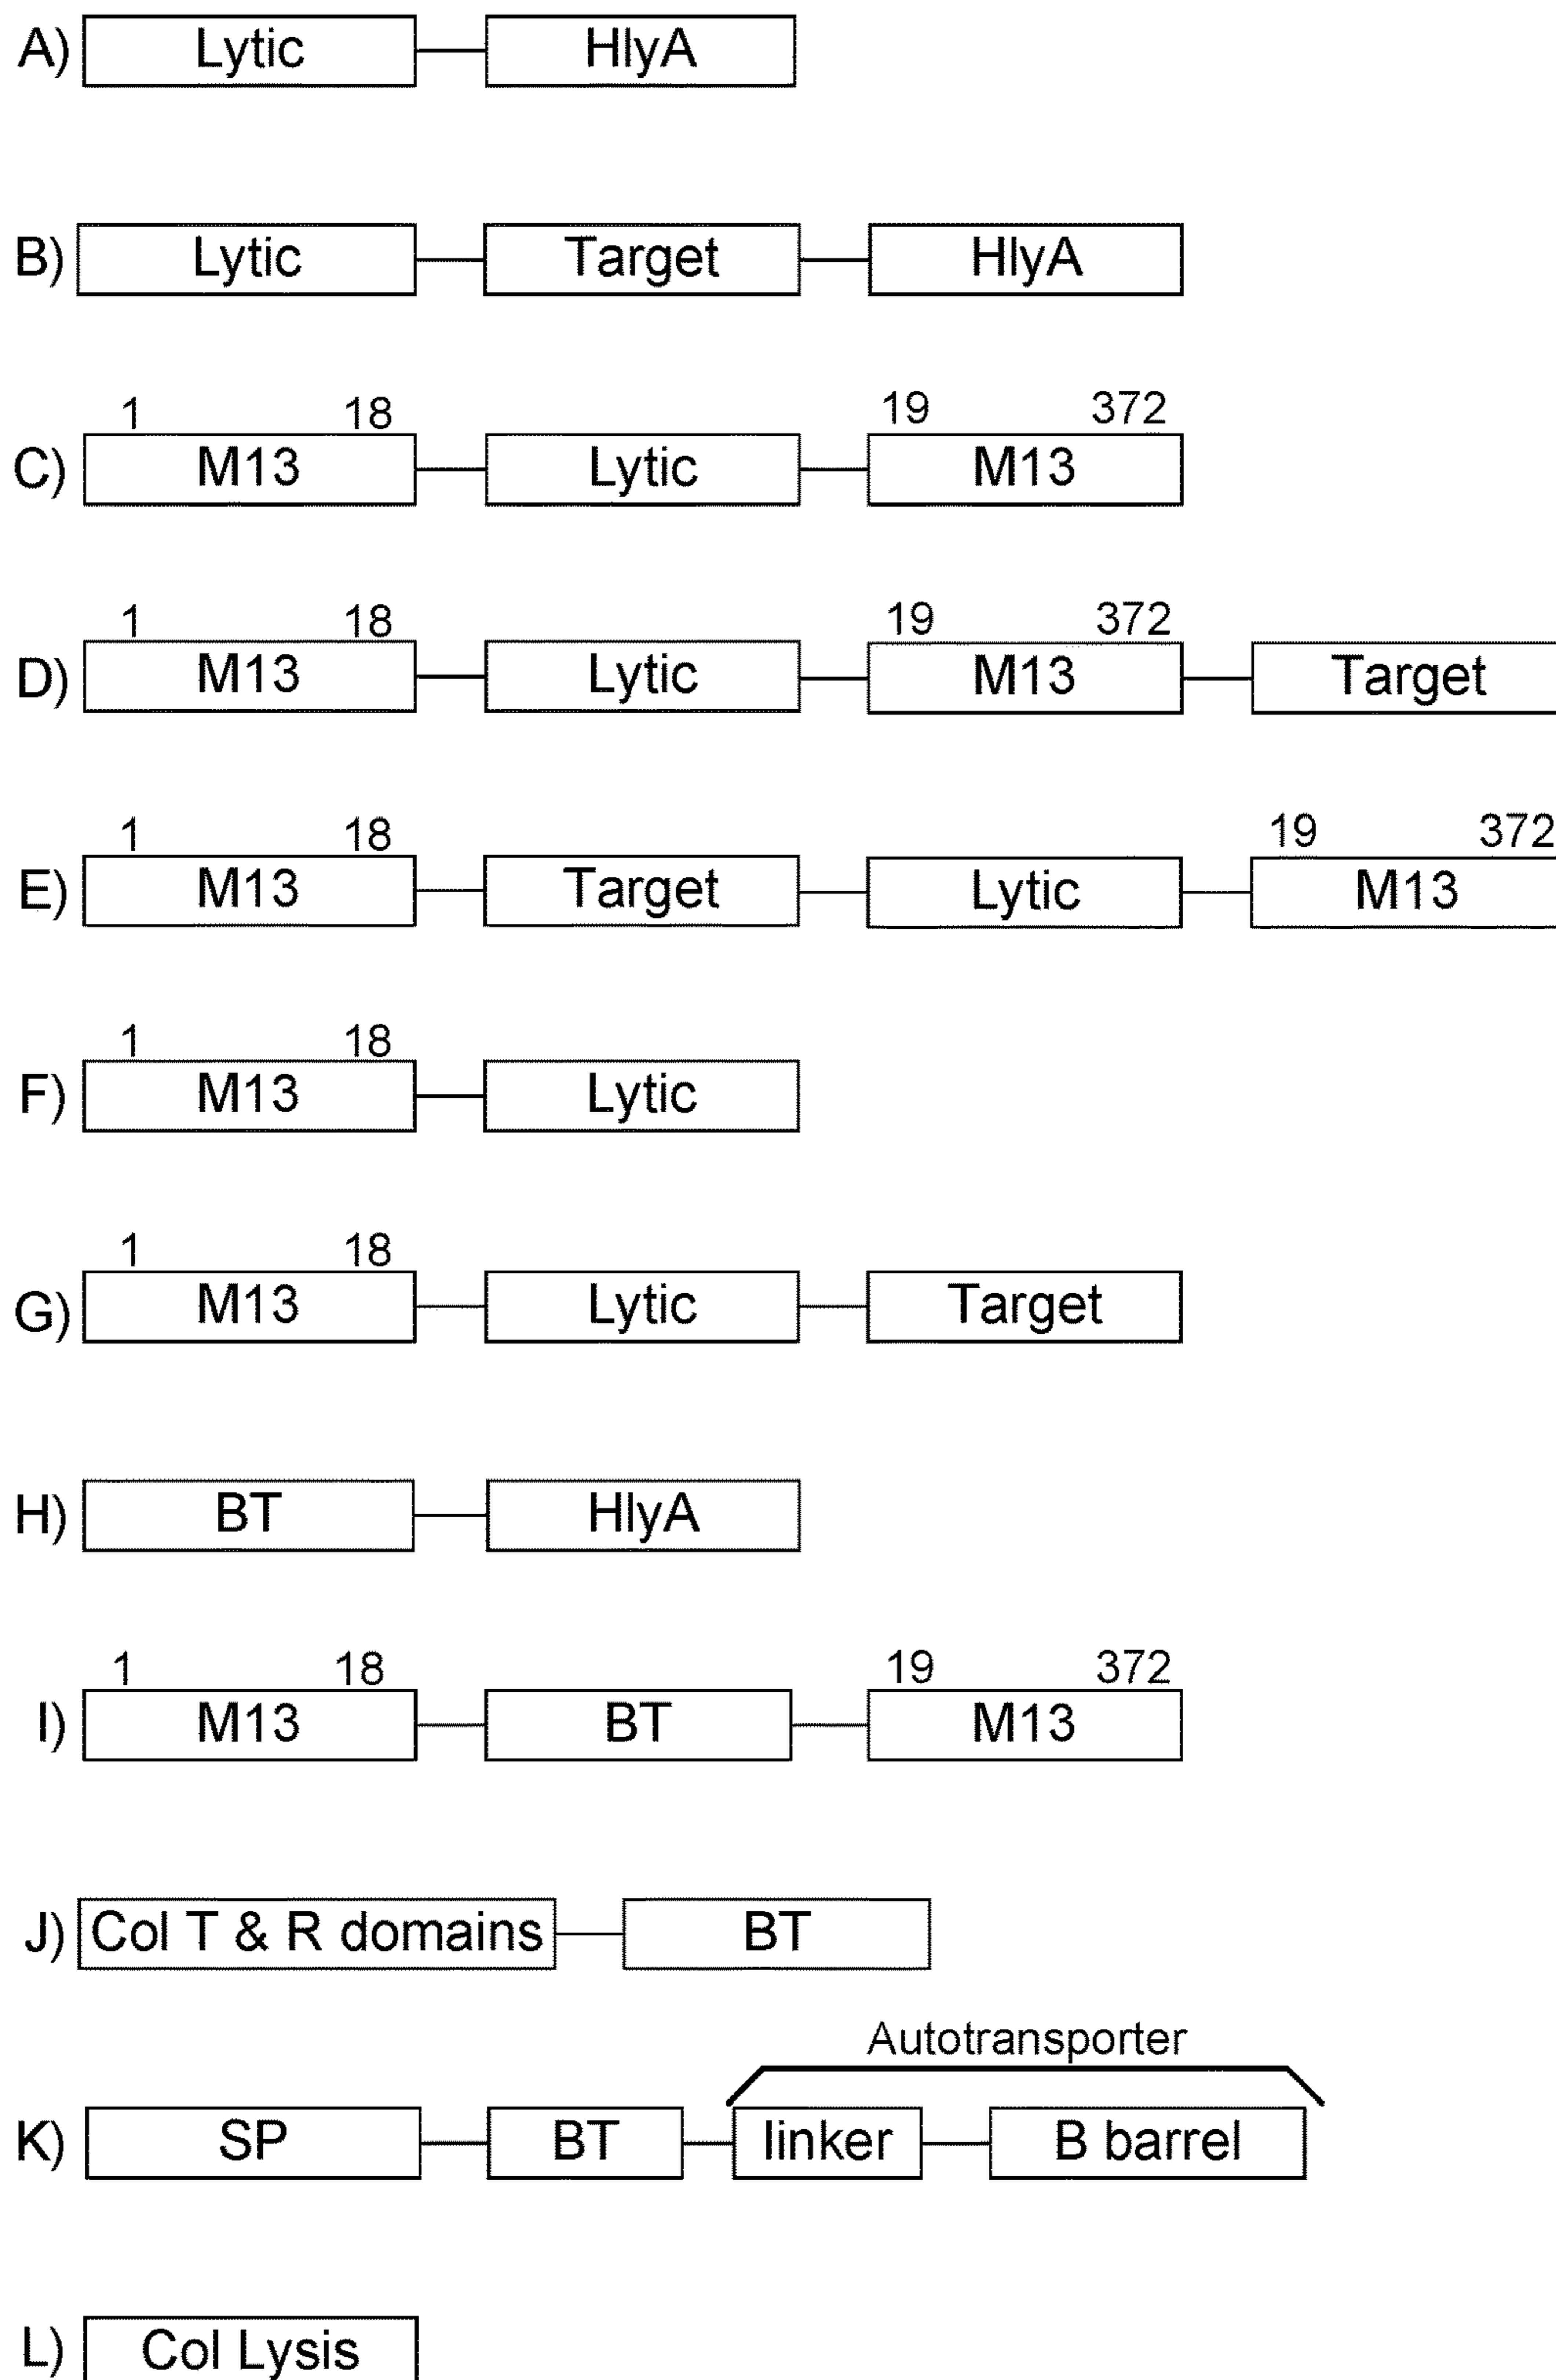 A) Lytic HlyA
B) Lytic Target HlyA
1 18 19 372
C) M13 Lytic M13
1 18 19 372
D) M13 Lytic M13 Target
1 18 19 372
E) M13 Target Lytic M13
1 18
F) M13 Lytic
1 18
G) M13 Lytic Target
H) BT HlyA
1 18 19 372
I) M13 BT M13
J) Col T & R domains BT
Autotransporter
K) SP BT linker B barrel
L) Col Lysis